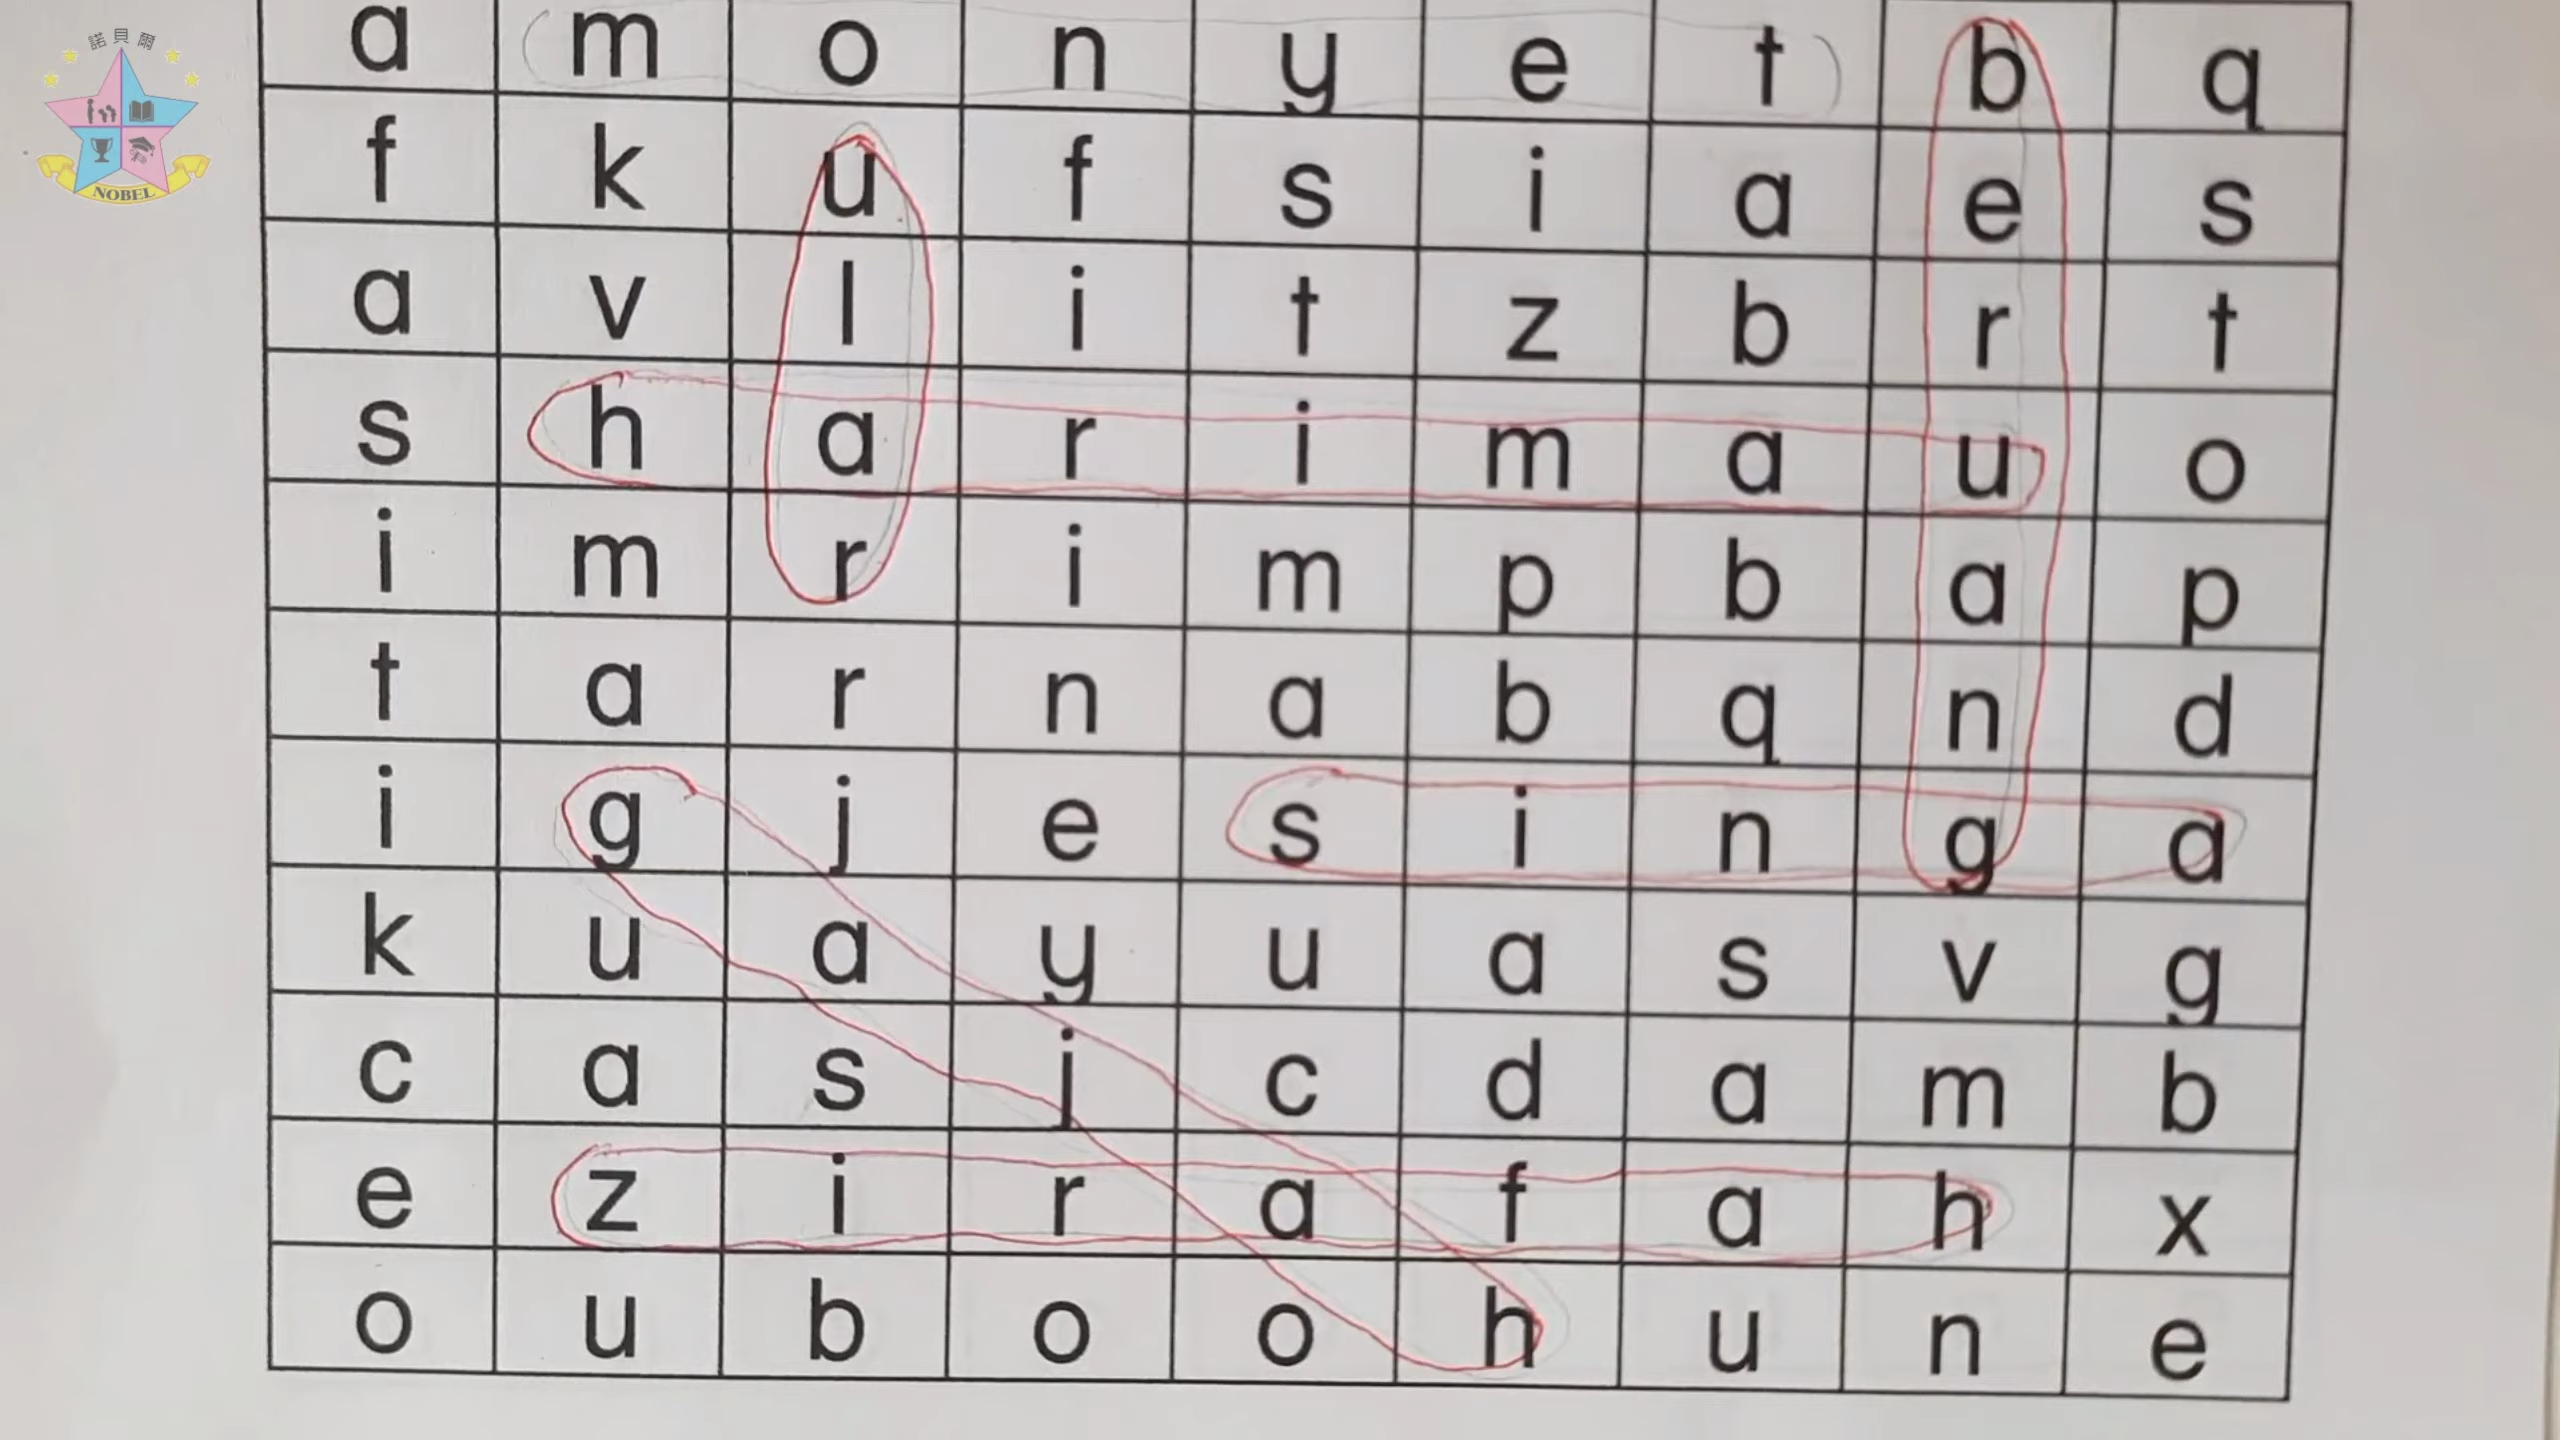 諾貝爾
NOBEL
a m o n y e t b q
f k u f s i a e s
a v l i t z b r t
s h a r i m a u o
i m r i m p b a p
t a r n a b q n d
i g j e s i n g a
k u a y u a s v g
c a s j c d a m b
e z i r a f a h x
o u b o o h u n e